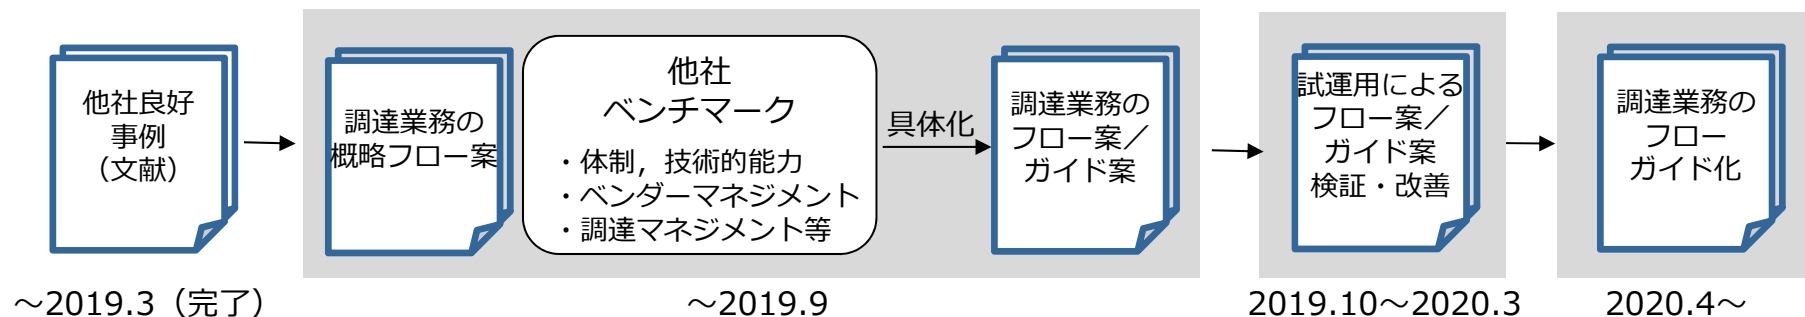 他社良好
事例
（文献）
調達業務の
概略フロー案
他社
ベンチマーク
・体制，技術的能力
・ベンダーマネジメント
・調達マネジメント等
具体化
調達業務の
フロー案／
ガイド案
試運用による
フロー案／
ガイド案
検証・改善
調達業務の
フロー
ガイド化
～2019.3（完了）
～2019.9
2019.10～2020.3
2020.4～